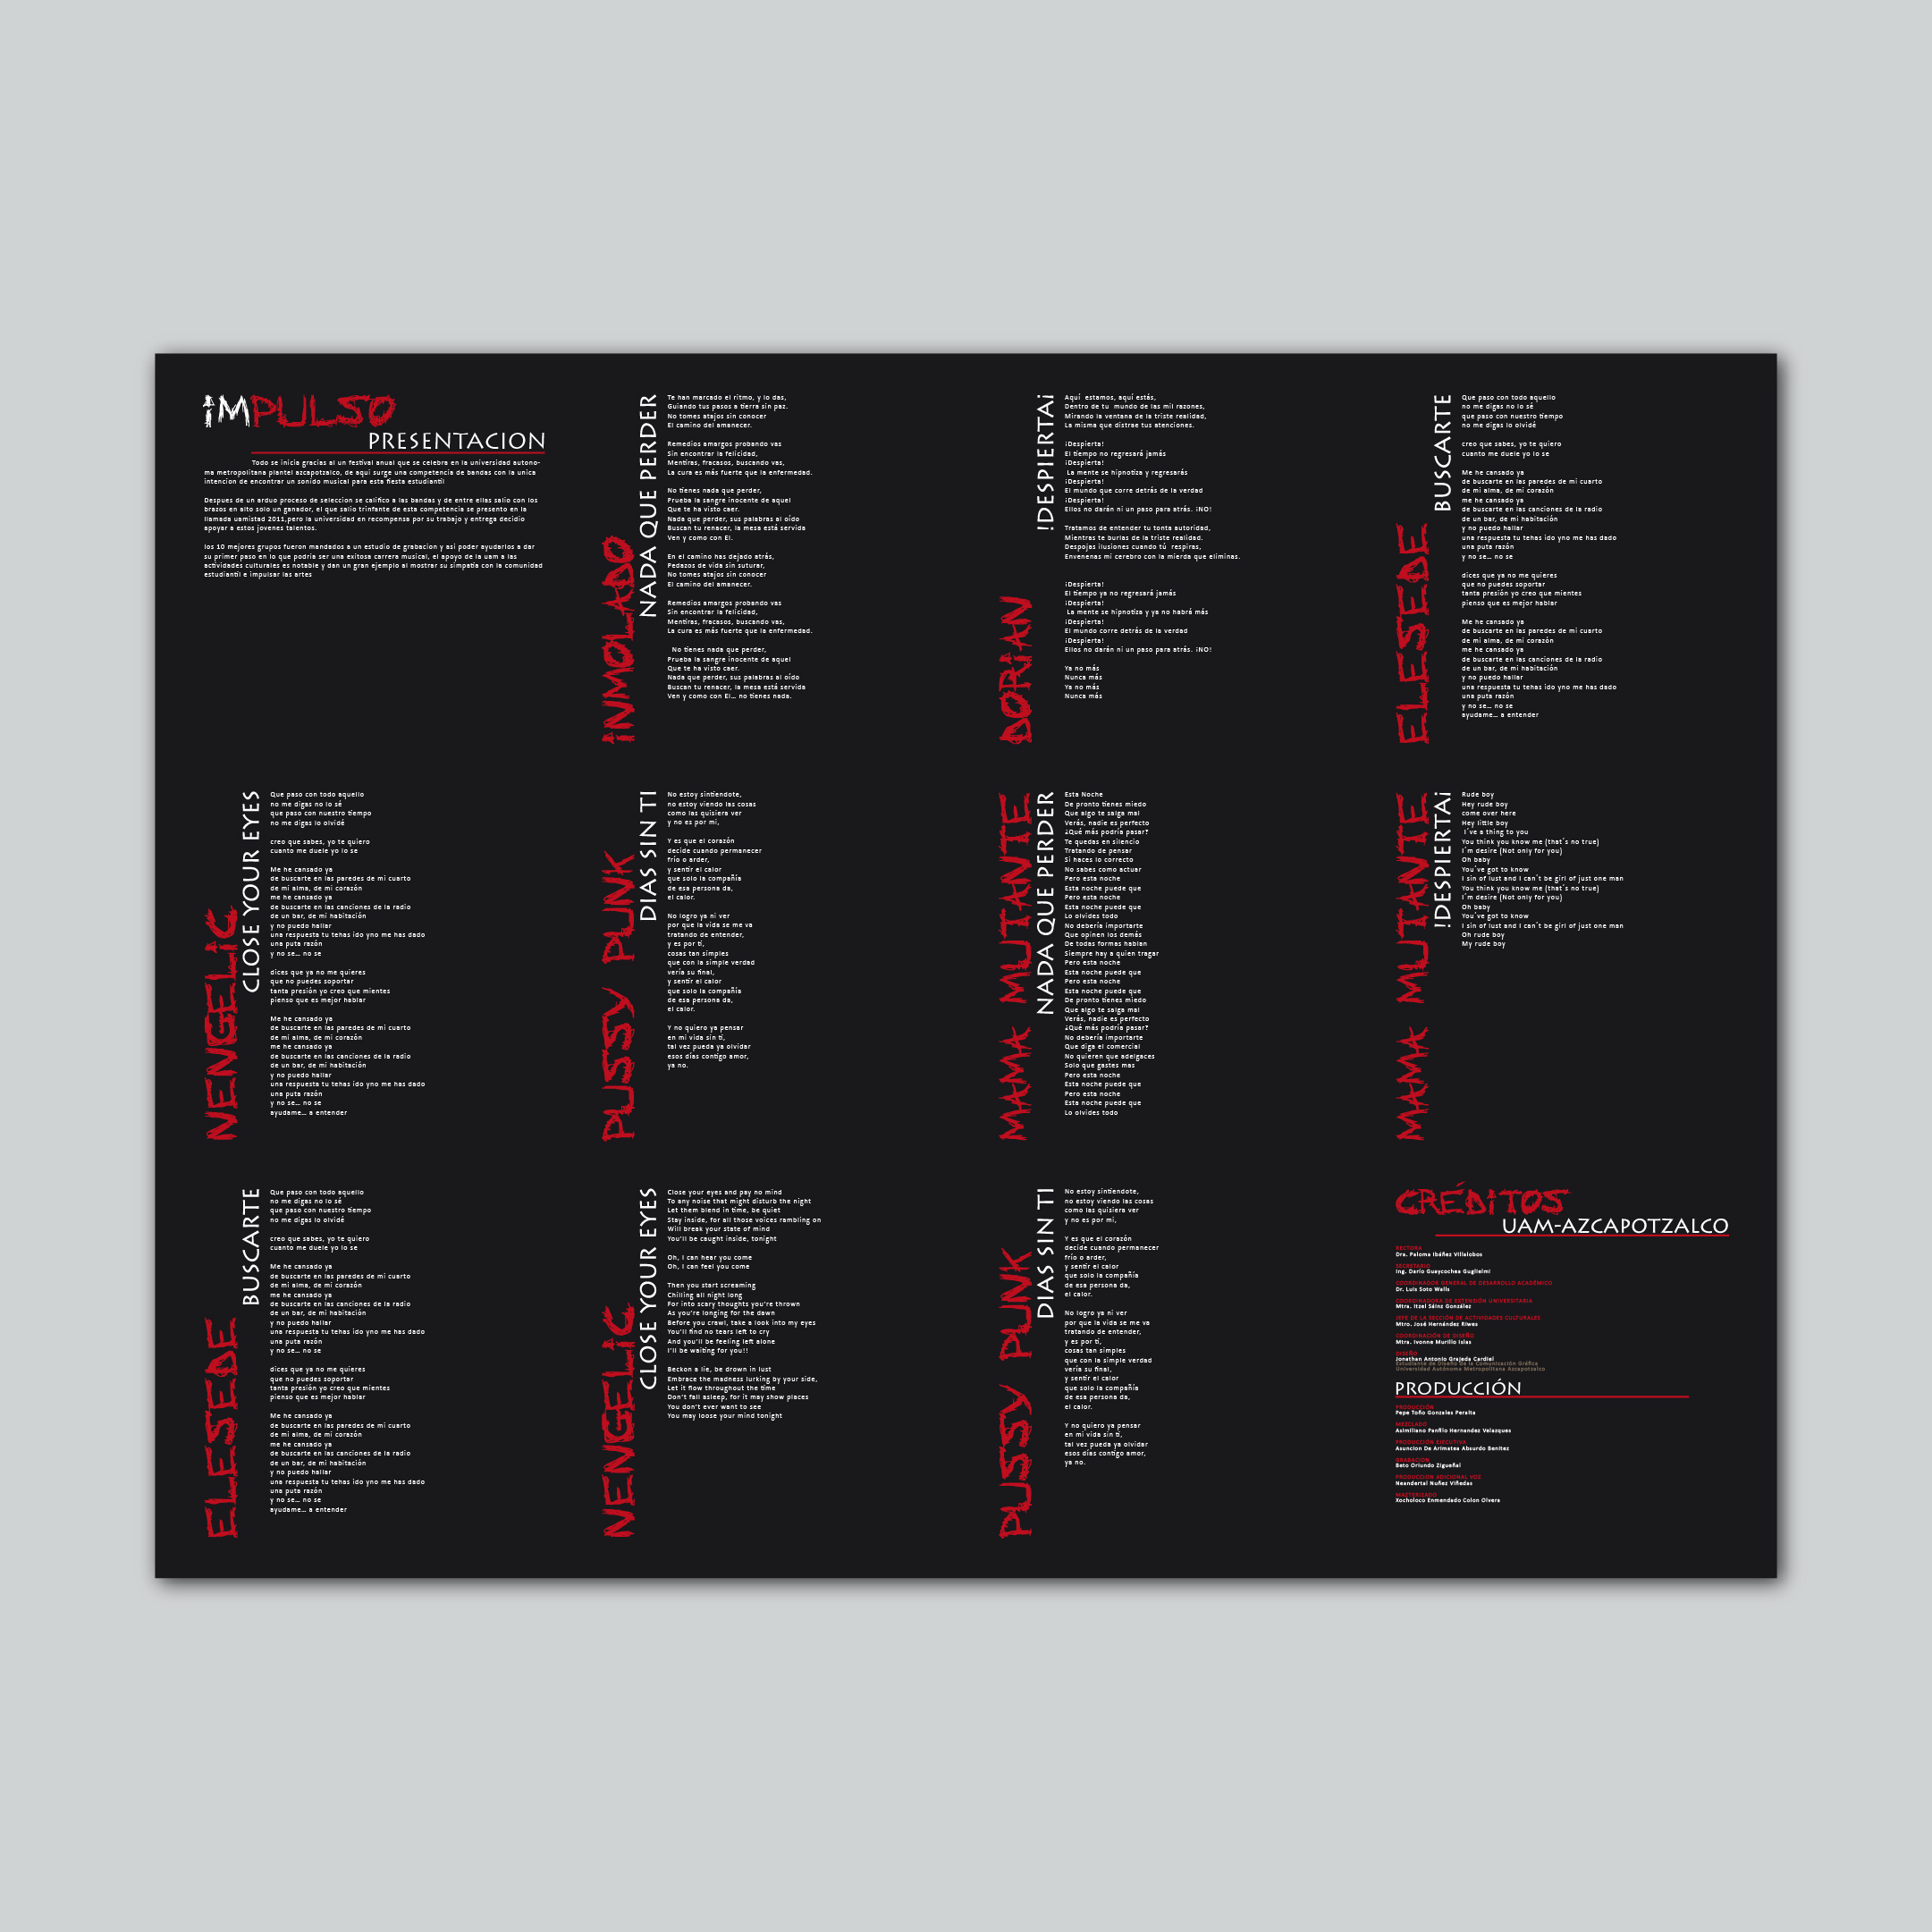 iMPULSO
PRESENTACION
Todo se inicia gracias al un festival anual que se celebra en la universidad autono-
ma metropolitana plantel azcapotzalco, de aquí surge una competencia de bandas con la unica
intencion de encontrar un sonido musical para esta fiesta estudiantil
Despues de un arduo proceso de seleccion se califico a las bandas y de entre ellas salio con los
brazos en alto solo un ganador, el que salio trinfante de esta competencia se presento en la
llamada uamistad 2011,pero la universidad en recompensa por su trabajo y entrega decidio
apoyar a estos jovenes talentos.
los 10 mejores grupos fueron mandados a un estudio de grabacion y asi poder ayudarlos a dar
su primer paso en lo que podria ser una exitosa carrera musical, el apoyo de la uam a las
actividades culturales es notable y dan un gran ejemplo al mostrar su simpatia con la comunidad
estudiantil e impulsar las artes
iNMOLADO
NADA QUE PERDER
Te han marcado el ritmo, y lo das,
Guiando tus pasos a tierra sin paz.
No tomes atajos sin conocer
El camino del amanecer.
Remedios amargos probando vas
Sin encontrar la felicidad,
Mentiras, fracasos, buscando vas,
La cura es más fuerte que la enfermedad.
No tienes nada que perder,
Prueba la sangre inocente de aquel
Que te ha visto caer.
Nada que perder, sus palabras al oído
Buscan tu renacer, la mesa está servida
Ven y como con El.
En el camino has dejado atrás,
Pedazos de vida sin suturar,
No tomes atajos sin conocer
El camino del amanecer.
Remedios amargos probando vas
Sin encontrar la felicidad,
Mentiras, fracasos, buscando vas,
La cura es más fuerte que la enfermedad.
No tienes nada que perder,
Prueba la sangre inocente de aquel
Que te ha visto caer.
Nada que perder, sus palabras al oído
Buscan tu renacer, la mesa está servida
Ven y como con El... no tienes nada.
DORiAN
!DESPIERTA¡
Aquí estamos, aquí estás,
Dentro de tu mundo de las mil razones,
Mirando la ventana de la triste realidad,
La misma que distrae tus atenciones.
¡Despierta!
El tiempo no regresará jamás
¡Despierta!
La mente se hipnotiza y regresarás
¡Despierta!
El mundo que corre detrás de la verdad
¡Despierta!
Ellos no darán ni un paso para atrás. ¡NO!
Tratamos de entender tu tonta autoridad,
Mientras te burlas de la triste realidad.
Despojas ilusiones cuando tú respiras,
Envenenas mi cerebro con la mierda que eliminas.
¡Despierta!
El tiempo ya no regresará jamás
¡Despierta!
La mente se hipnotiza y ya no habrá más
¡Despierta!
El mundo corre detrás de la verdad
¡Despierta!
Ellos no darán ni un paso para atrás. ¡NO!
Ya no más
Nunca más
Ya no más
Nunca más
ELESEDE
BUSCARTE
Que paso con todo aquello
no me digas no lo sé
que paso con nuestro tiempo
no me digas lo olvidé
creo que sabes, yo te quiero
cuanto me duele yo lo se
Me he cansado ya
de buscarte en las paredes de mi cuarto
de mi alma, de mi corazón
me he cansado ya
de buscarte en las canciones de la radio
de un bar, de mi habitación
y no puedo hallar
una respuesta tu tehas ido yno me has dado
una puta razón
y no se... no se
dices que ya no me quieres
que no puedes soportar
tanta presión yo creo que mientes
pienso que es mejor hablar
Me he cansado ya
de buscarte en las paredes de mi cuarto
de mi alma, de mi corazón
me he cansado ya
de buscarte en las canciones de la radio
de un bar, de mi habitación
y no puedo hallar
una respuesta tu tehas ido yno me has dado
una puta razón
y no se... no se
ayudame... a entender
NENGELiC
CLOSE YOUR EYES
Que paso con todo aquello
no me digas no lo sé
que paso con nuestro tiempo
no me digas lo olvidé
creo que sabes, yo te quiero
cuanto me duele yo lo se
Me he cansado ya
de buscarte en las paredes de mi cuarto
de mi alma, de mi corazón
me he cansado ya
de buscarte en las canciones de la radio
de un bar, de mi habitación
y no puedo hallar
una respuesta tu tehas ido yno me has dado
una puta razón
y no se... no se
dices que ya no me quieres
que no puedes soportar
tanta presión yo creo que mientes
pienso que es mejor hablar
Me he cansado ya
de buscarte en las paredes de mi cuarto
de mi alma, de mi corazón
me he cansado ya
de buscarte en las canciones de la radio
de un bar, de mi habitación
y no puedo hallar
una respuesta tu tehas ido yno me has dado
una puta razón
y no se... no se
ayudame... a entender
PUSSY PUNK
DIAS SIN TI
No estoy sintiendote,
no estoy viendo las cosas
como las quisiera ver
y no es por mi,
Y es que el corazón
decide cuando permanecer
frío o arder,
y sentir el calor
que solo la compañía
de esa persona da,
el calor.
No logro ya ni ver
por que la vida se me va
tratando de entender,
y es por ti,
cosas tan simples
que con la simple verdad
vería su final,
y sentir el calor
que solo la compañía
de esa persona da,
el calor.
Y no quiero ya pensar
en mi vida sin ti,
tal vez pueda ya olvidar
esos días contigo amor,
ya no.
MAMA MUTANTE
NADA QUE PERDER
Esta Noche
De pronto tienes miedo
Que algo te salga mal
Verás, nadie es perfecto
¿Qué más podría pasar?
Te quedas en silencio
Tratando de pensar
Si haces lo correcto
No sabes como actuar
Pero esta noche
Esta noche puede que
Pero esta noche
Esta noche puede que
Lo olvides todo
No debería importarte
Que opinen los demás
De todas formas hablan
Siempre hay a quien tragar
Pero esta noche
Esta noche puede que
Pero esta noche
Esta noche puede que
De pronto tienes miedo
Que algo te salga mal
Verás, nadie es perfecto
¿Qué más podría pasar?
No debería importarte
Que diga el comercial
No quieren que adelgaces
Solo que gastes mas
Pero esta noche
Esta noche puede que
Pero esta noche
Esta noche puede que
Lo olvides todo
MAMA MUTANTE
!DESPIERTA¡
Rude boy
Hey rude boy
come over here
Hey little boy
I´ve a thing to you
You think you know me (that´s no true)
I´m desire (Not only for you)
Oh baby
You´ve got to know
I sin of lust and I can´t be girl of just one man
You think you know me (that´s no true)
I´m desire (Not only for you)
Oh baby
You´ve got to know
I sin of lust and I can´t be girl of just one man
Oh rude boy
My rude boy
ELESEDE
BUSCARTE
Que paso con todo aquello
no me digas no lo sé
que paso con nuestro tiempo
no me digas lo olvidé
creo que sabes, yo te quiero
cuanto me duele yo lo se
Me he cansado ya
de buscarte en las paredes de mi cuarto
de mi alma, de mi corazón
me he cansado ya
de buscarte en las canciones de la radio
de un bar, de mi habitación
y no puedo hallar
una respuesta tu tehas ido yno me has dado
una puta razón
y no se... no se
dices que ya no me quieres
que no puedes soportar
tanta presión yo creo que mientes
pienso que es mejor hablar
Me he cansado ya
de buscarte en las paredes de mi cuarto
de mi alma, de mi corazón
me he cansado ya
de buscarte en las canciones de la radio
de un bar, de mi habitación
y no puedo hallar
una respuesta tu tehas ido yno me has dado
una puta razón
y no se... no se
ayudame... a entender
NENGELiC
CLOSE YOUR EYES
Close your eyes and pay no mind
To any noise that might disturb the night
Let them blend in time, be quiet
Stay inside, for all those voices rambling on
Will break your state of mind
You'll be caught inside, tonight
Oh, I can hear you come
Oh, I can feel you come
Then you start screaming
Chilling all night long
For into scary thoughts you're thrown
As you're longing for the dawn
Before you crawl, take a look into my eyes
You'll find no tears left to cry
And you'll be feeling left alone
I'll be waiting for you!!
Beckon a lie, be drown in lust
Embrace the madness lurking by your side,
Let it flow throughout the time
Don't fall asleep, for it may show places
You don't ever want to see
You may loose your mind tonight
PUSSY PUNK
DIAS SIN TI
No estoy sintiendote,
no estoy viendo las cosas
como las quisiera ver
y no es por mi,
Y es que el corazón
decide cuando permanecer
frío o arder,
y sentir el calor
que solo la compañía
de esa persona da,
el calor.
No logro ya ni ver
por que la vida se me va
tratando de entender,
y es por ti,
cosas tan simples
que con la simple verdad
vería su final,
y sentir el calor
que solo la compañía
de esa persona da,
el calor.
Y no quiero ya pensar
en mi vida sin ti,
tal vez pueda ya olvidar
esos días contigo amor,
ya no.
CRÉDiTOS
UAM-AZCAPOTZALCO
RECTORA
Dra. Paloma Ibáñez Villalobos
SECRETARIO
Ing. Darío Guaycochea Guglielmi
COORDINADOR GENERAL DE DESARROLLO ACADÉMICO
Dr. Luis Soto Walls
COORDINADORA DE EXTENSIÓN UNIVERSITARIA
Mtra. Itzel Sáinz González
JEFE DE LA SECCIÓN DE ACTIVIDADES CULTURALES
Mtro. José Hernández Riwes
COORDINACIÓN DE DISEÑO
Mtra. Ivonne Murillo Islas
DISEÑO
Jonathan Antonio Grajeda Cardiel
Estudiante de Diseño de la Comunicación Gráfica
Universidad Autónoma Metropolitana Azcapotzalco
PRODUCCIÓN
PRODUCCIÓN
Pepe Toño Gonzales Peralta
MEZCLADO
Asimiliano Panfilo Hernandez Velazques
PRODUCCIÓN EJECUTIVA
Asuncion De Arimatea Absurdo Benitez
GRABACION
Beto Oriundo Zigueñal
PRODUCCION ADICIONAL VOZ
Neandertal Nuñez Viñedas
MASTERIZADO
Xocholoco Enmendado Colon Olvera